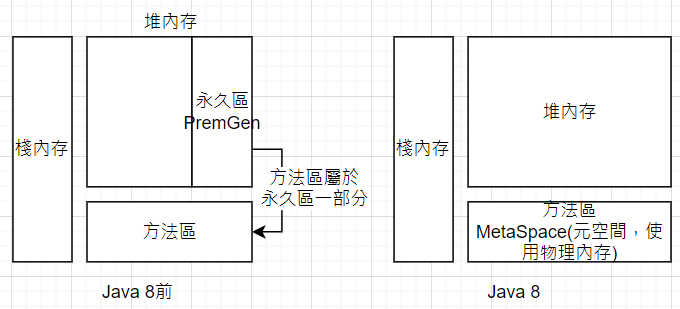 堆內存
棧內存
永久區
PremGen
方法區屬於
永久區一部分
方法區
Java 8前
棧內存
堆內存
方法區
MetaSpace(元空間，使
用物理內存)
Java 8